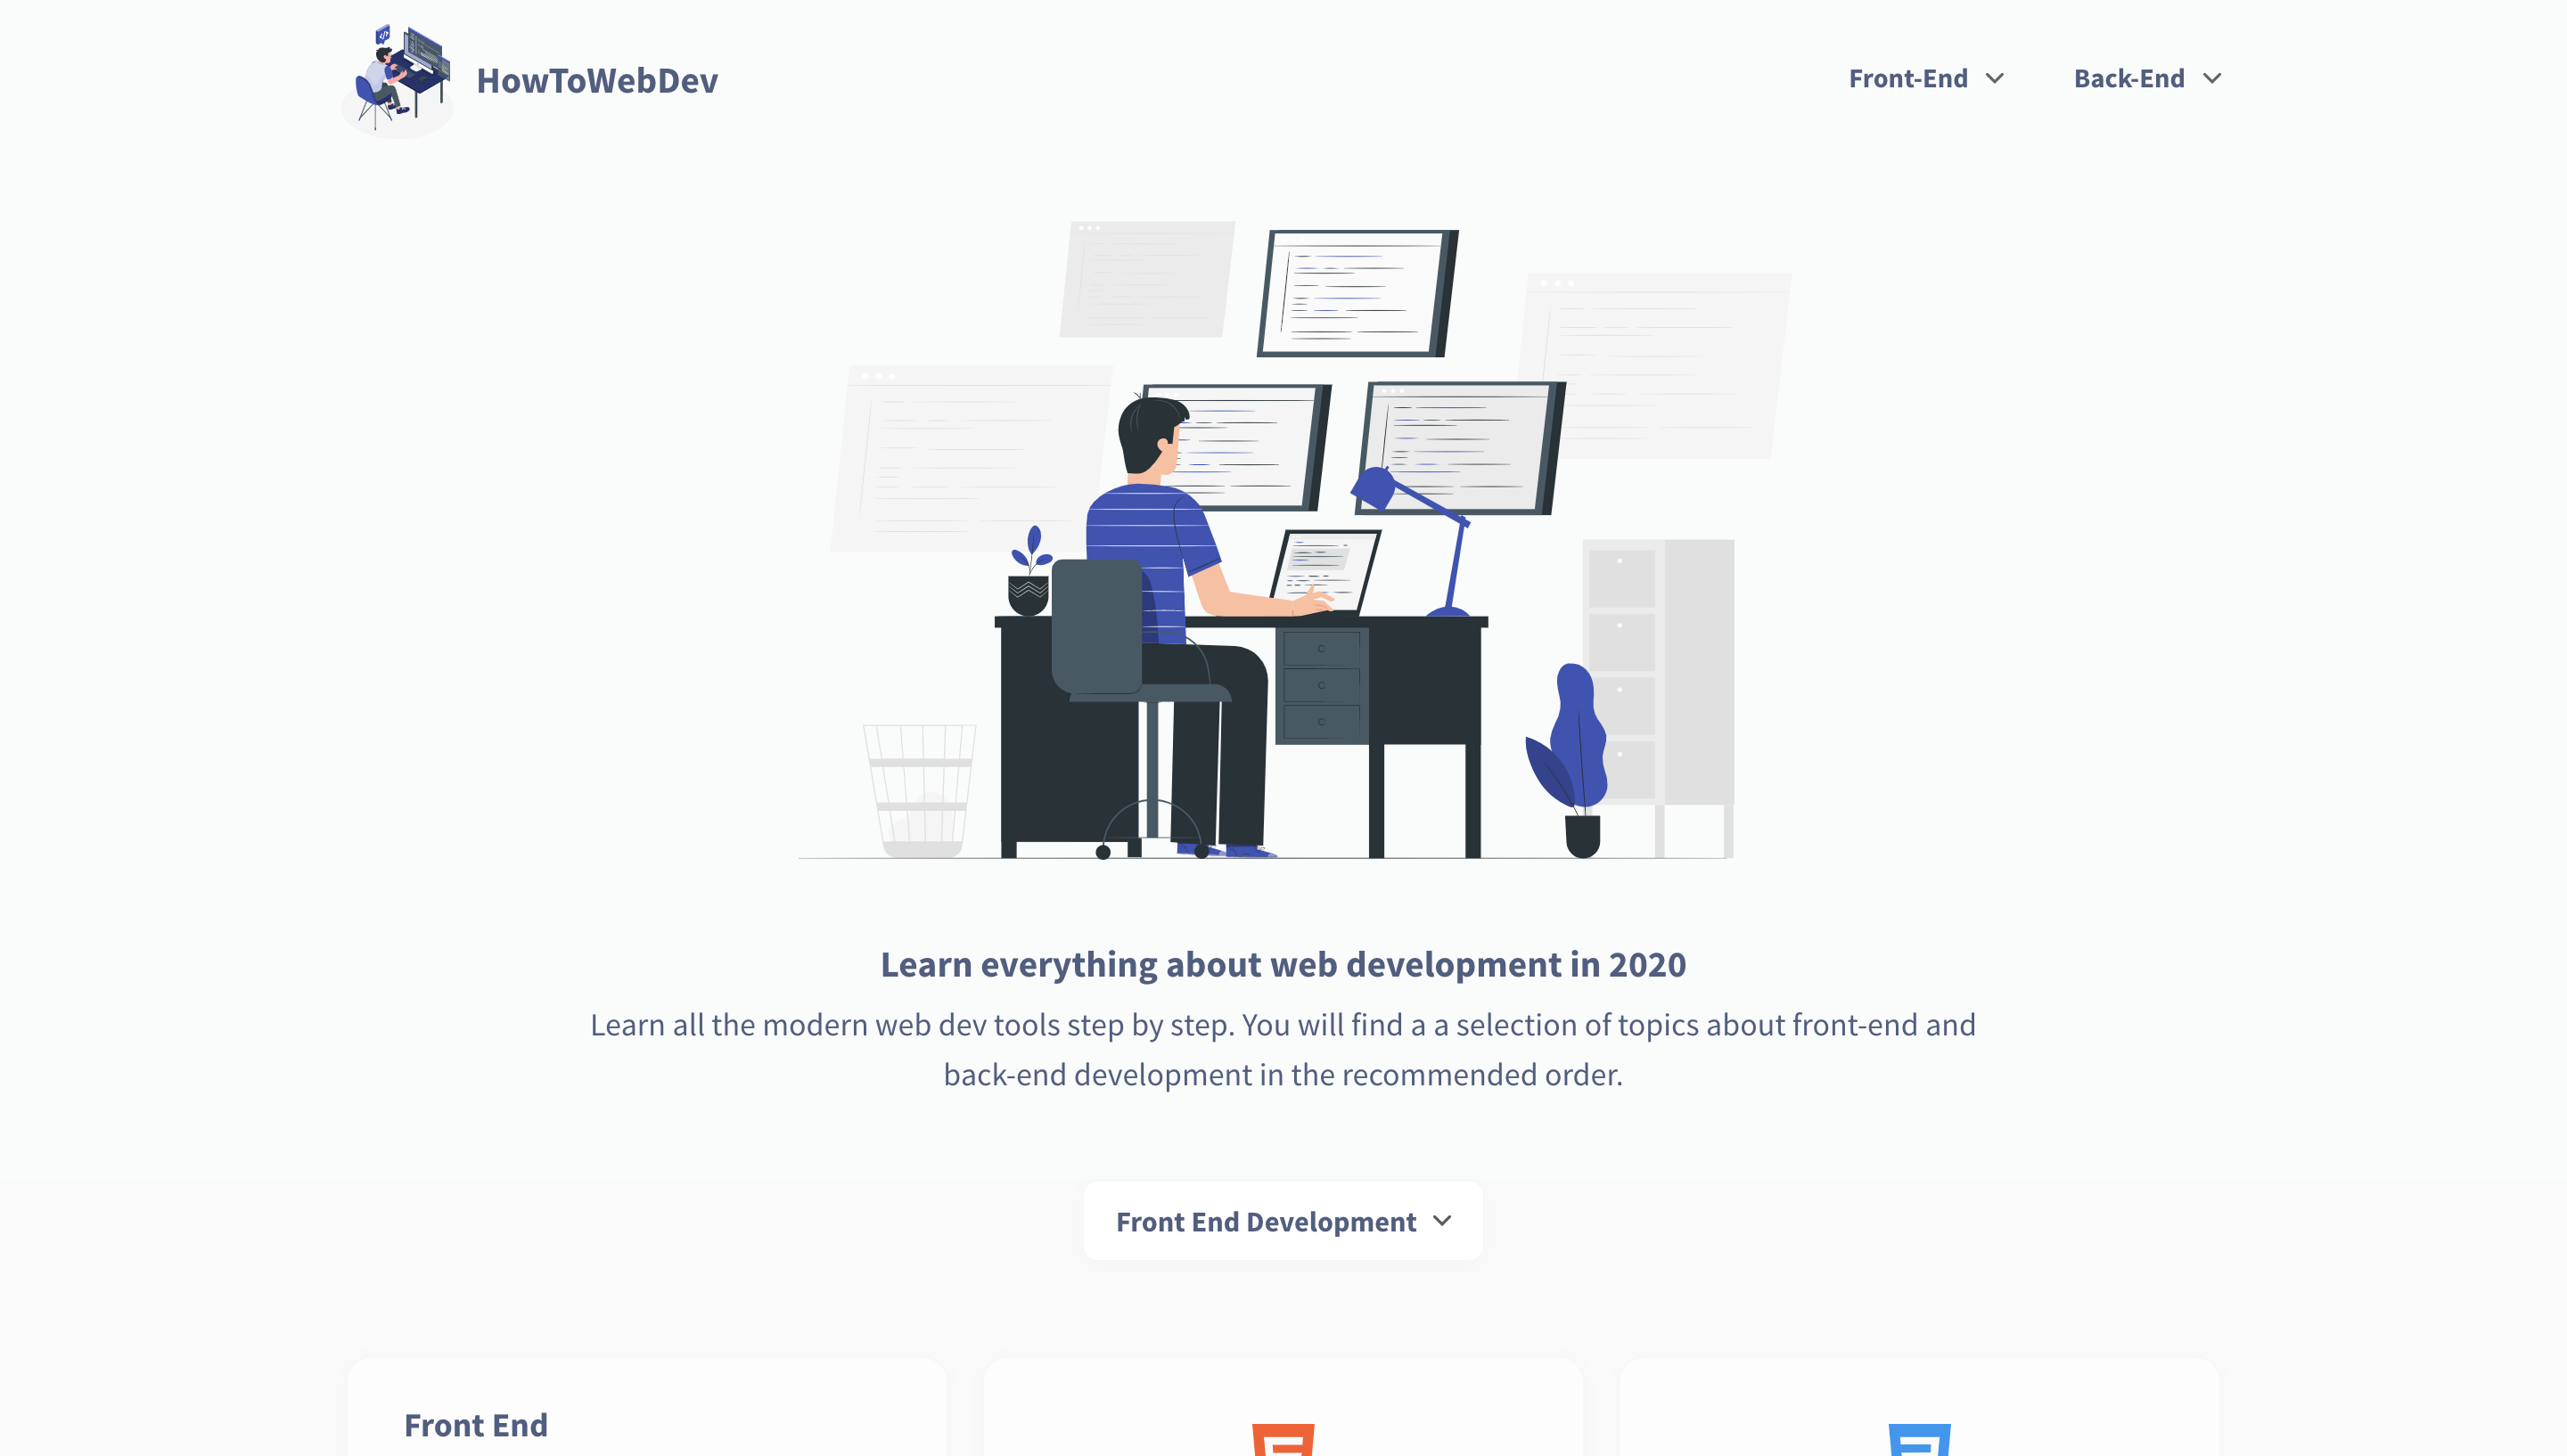 HowToWebDev
Front-End
Back-End
Learn everything about web development in 2020
Learn all the modern web dev tools step by step. You will find a a selection of topics about front-end and
back-end development in the recommended order.
Front End Development
Front End